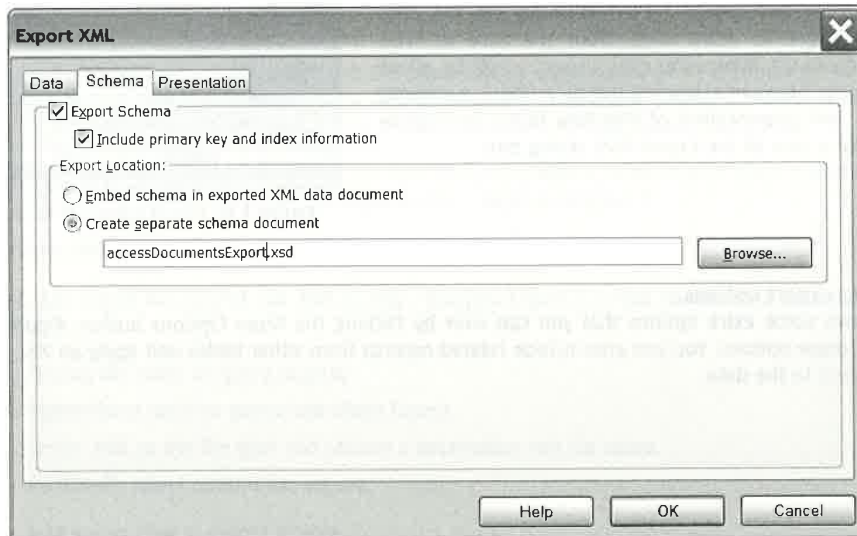 Export XML
Data Schema Presentation
Export Schema
Include primary key and index information
Export Location:
Embed schema in exported XML data document
Create separate schema document
accessDocumentsExport.xsd
Browse...
Help OK Cancel